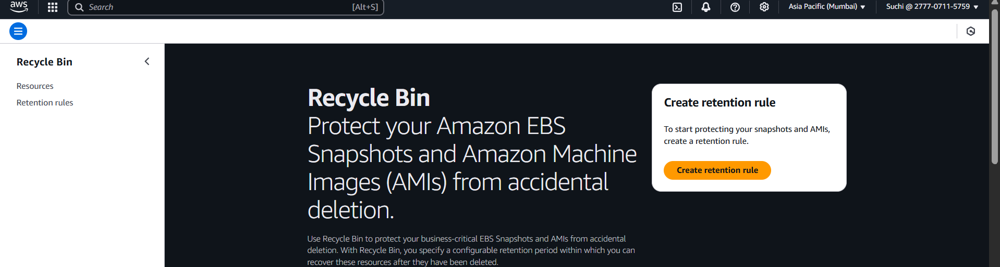 aws
Search [Alt+S]
Asia Pacific (Mumbai)
Suchi @ 2777-0711-5759
Recycle Bin
Resources
Retention rules
Recycle Bin
Protect your Amazon EBS
Snapshots and Amazon Machine
Images (AMIs) from accidental
deletion.
Use Recycle Bin to protect your business-critical EBS Snapshots and AMIs from accidental
deletion. With Recycle Bin, you specify a configurable retention period within which you can
recover these resources after they have been deleted.
Create retention rule
To start protecting your snapshots and AMIs,
create a retention rule.
Create retention rule